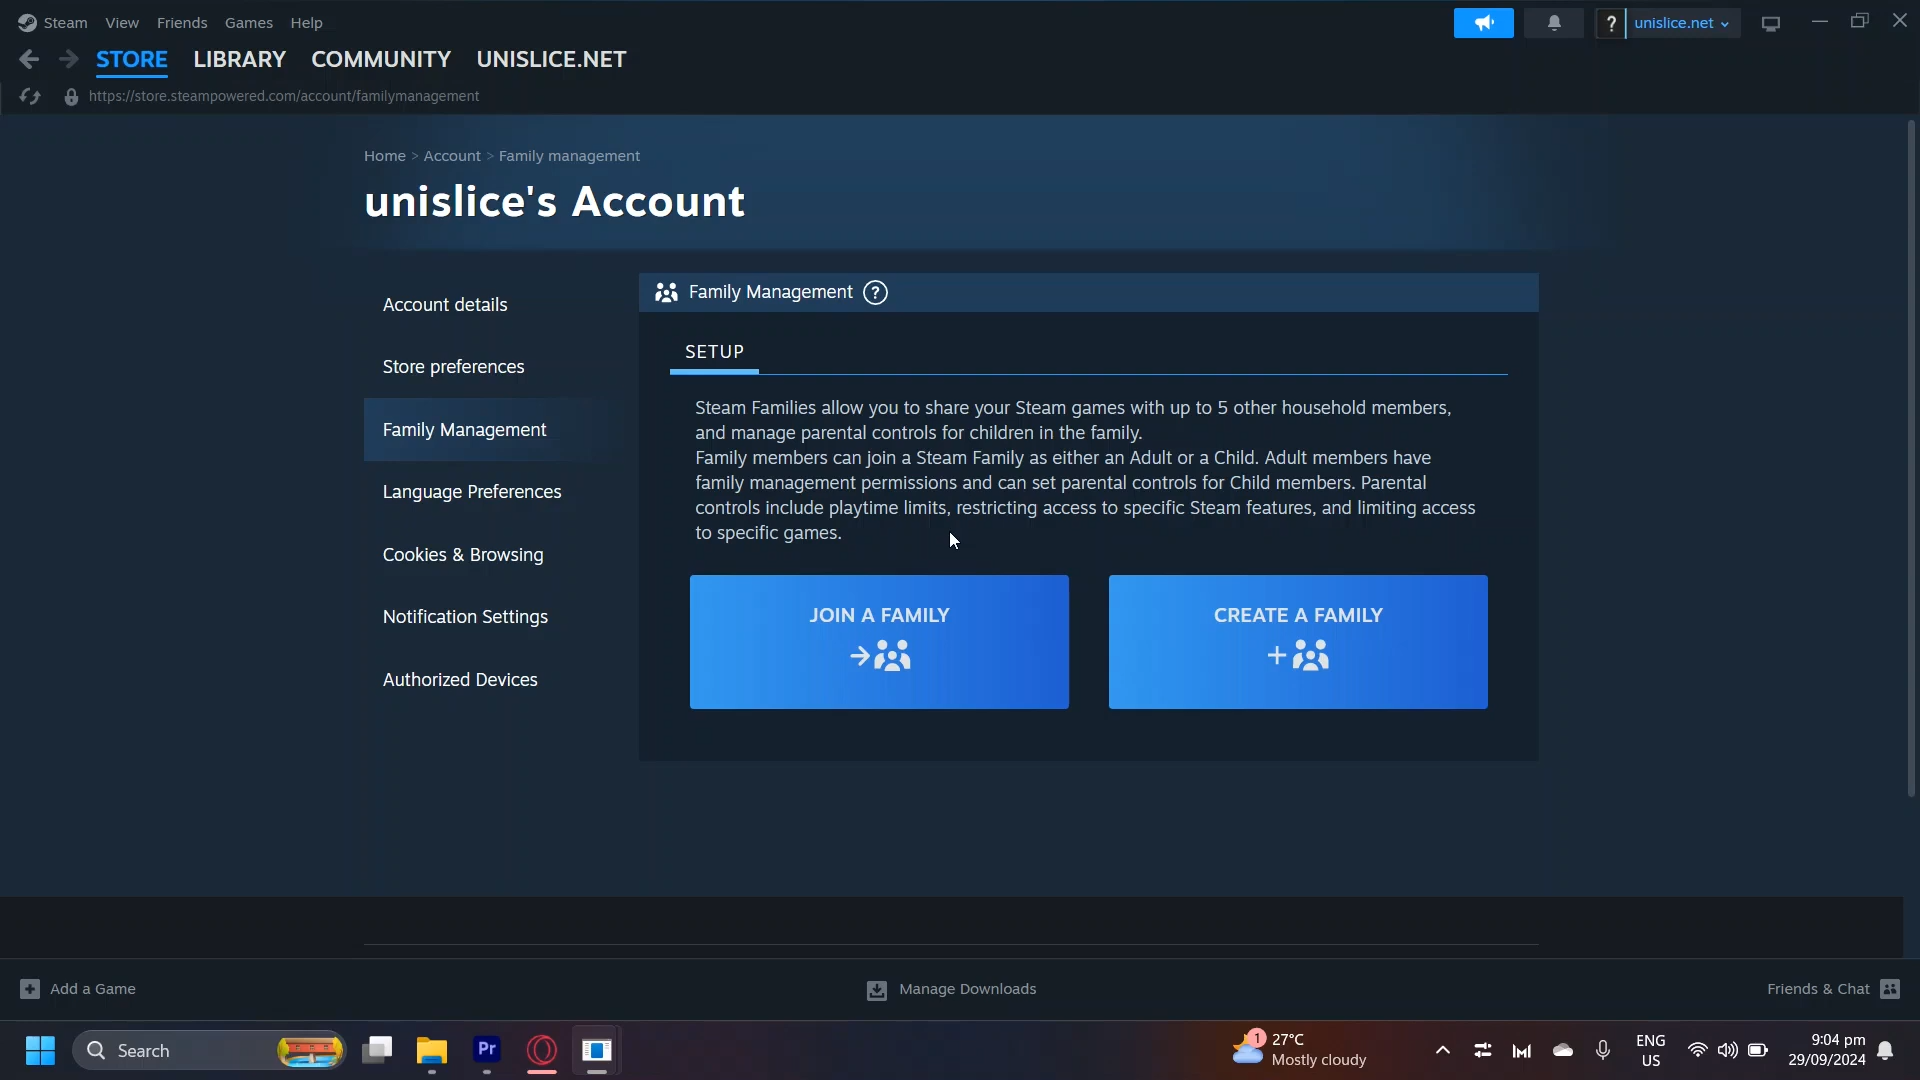 Steam View Friends Games Help
? unislice.net
STORE LIBRARY COMMUNITY UNISLICE.NET
https://store.steampowered.com/account/familymanagement
Home > Account > Family management
unislice's Account
Account details
Store preferences
Family Management
Language Preferences
Cookies & Browsing
Notification Settings
Authorized Devices
Family Management ?
SETUP
Steam Families allow you to share your Steam games with up to 5 other household members,
and manage parental controls for children in the family.
Family members can join a Steam Family as either an Adult or a Child. Adult members have
family management permissions and can set parental controls for Child members. Parental
controls include playtime limits, restricting access to specific Steam features, and limiting access
to specific games.
JOIN A FAMILY
CREATE A FAMILY
Add a Game
Manage Downloads
Friends & Chat
Search
Pr
1
27°C
Mostly cloudy
ENG
US
9:04 pm
29/09/2024